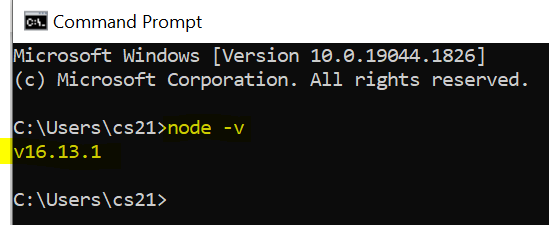 Command Prompt
Microsoft Windows [Version 10.0.19044.1826]
(c) Microsoft Corporation. All rights reserved.
C:\Users\cs21>node -v
v16.13.1
C:\Users\cs21>